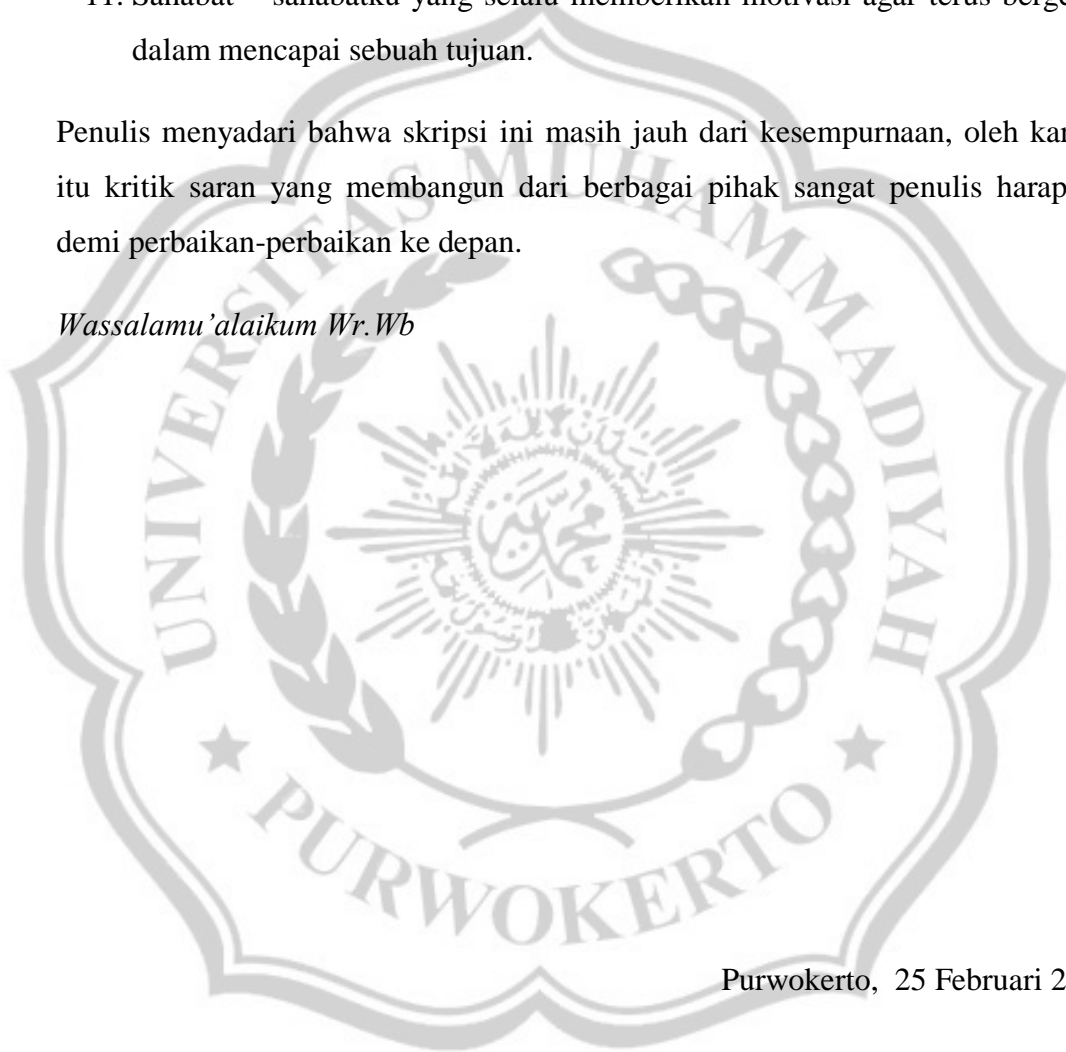 11. Sahabat – sahabatku yang selalu memberikan motivasi agar terus berge
dalam mencapai sebuah tujuan.
Penulis menyadari bahwa skripsi ini masih jauh dari kesempurnaan, oleh kar
itu kritik saran yang membangun dari berbagai pihak sangat penulis harap
demi perbaikan-perbaikan ke depan.
Wassalamu’alaikum Wr.Wb
UNIVERSITAS MUHAMMADIYAH
PURWOKERTO
Purwokerto, 25 Februari 2